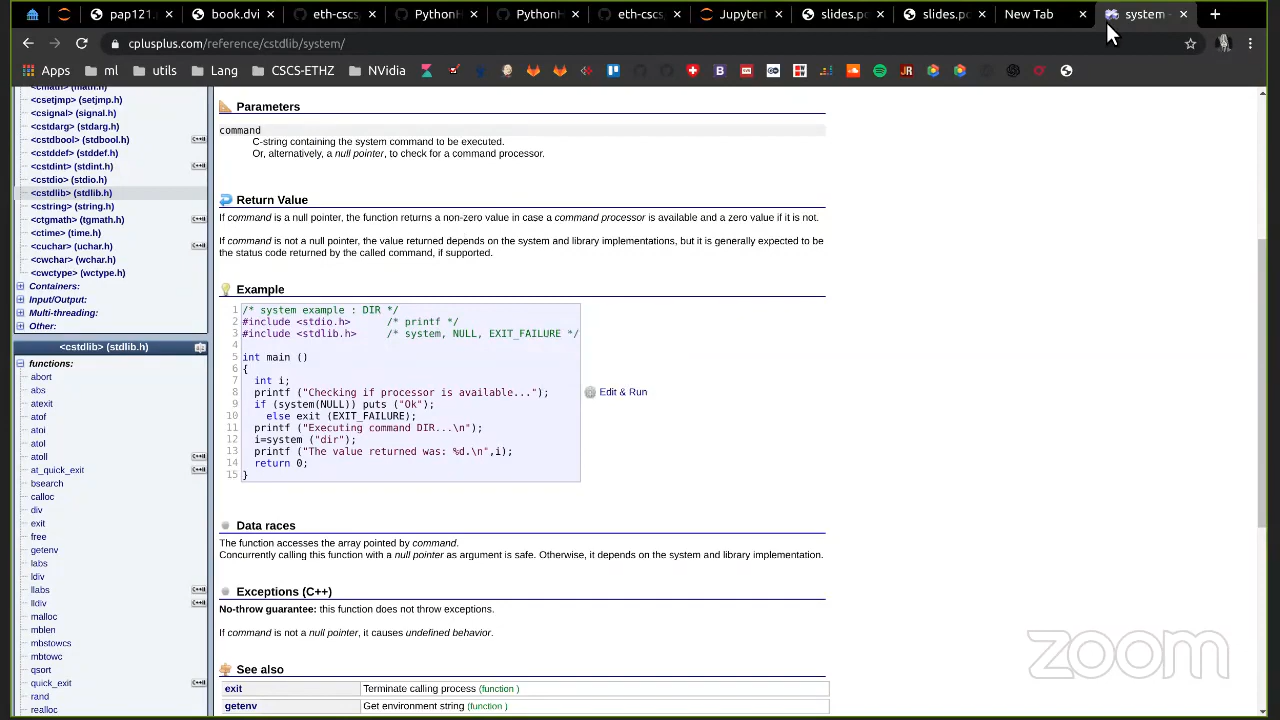 pap121.r
book.dvi
eth-cscs
PythonH
PythonH
eth-cscs
Jupyter
slides.pd
slides.pd
New Tab
system
cplusplus.com/reference/cstdlib/system/
Apps
ml
utils
Lang
CSCS-ETHZ
NVidia
<cmath> (math.h)
<csetjmp> (setjmp.h)
<csignal> (signal.h)
<cstdarg> (stdarg.h)
<cstdbool> (stdbool.h)
<cstddef> (stddef.h)
<cstdint> (stdint.h)
<cstdio> (stdio.h)
<cstdlib> (stdlib.h)
<cstring> (string.h)
<ctgmath> (tgmath.h)
<ctime> (time.h)
<cuchar> (uchar.h)
<cwchar> (wchar.h)
<cwctype> (wctype.h)
Containers:
Input/Output:
Multi-threading:
Other:
<cstdlib> (stdlib.h)
functions:
abort
abs
atexit
atof
atoi
atol
atoll
at_quick_exit
bsearch
calloc
div
exit
free
getenv
labs
ldiv
llabs
lldiv
malloc
mblen
mbstowcs
mbtowc
qsort
quick_exit
rand
realloc
Parameters
command
C-string containing the system command to be executed.
Or, alternatively, a null pointer, to check for a command processor.
Return Value
If command is a null pointer, the function returns a non-zero value in case a command processor is available and a zero value if it is not.
If command is not a null pointer, the value returned depends on the system and library implementations, but it is generally expected to be
the status code returned by the called command, if supported.
Example
1 /* system example : DIR */
2 #include <stdio.h> /* printf */
3 #include <stdlib.h> /* system, NULL, EXIT_FAILURE */
4
5 int main ()
6 {
7 int i;
8 printf ("Checking if processor is available...");
9 if (system(NULL)) puts ("Ok");
10 else exit (EXIT_FAILURE);
11 printf ("Executing command DIR...\n");
12 i=system ("dir");
13 printf ("The value returned was: %d.\n",i);
14 return 0;
15 }
Edit & Run
Data races
The function accesses the array pointed by command.
Concurrently calling this function with a null pointer as argument is safe. Otherwise, it depends on the system and library implementation.
Exceptions (C++)
No-throw guarantee: this function does not throw exceptions.
If command is not a null pointer, it causes undefined behavior.
See also
exit Terminate calling process (function )
getenv Get environment string (function )
zoom